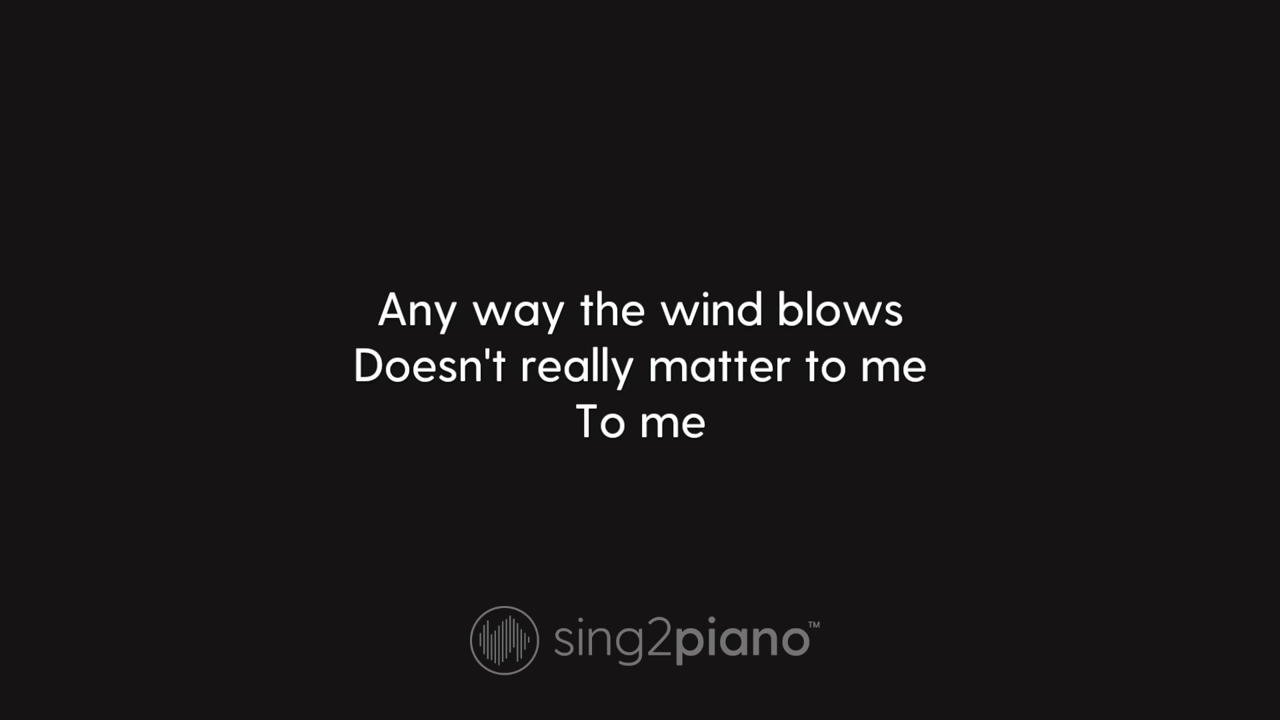 Any way the wind blows
Doesn't really matter to me
To me
sing2piano™